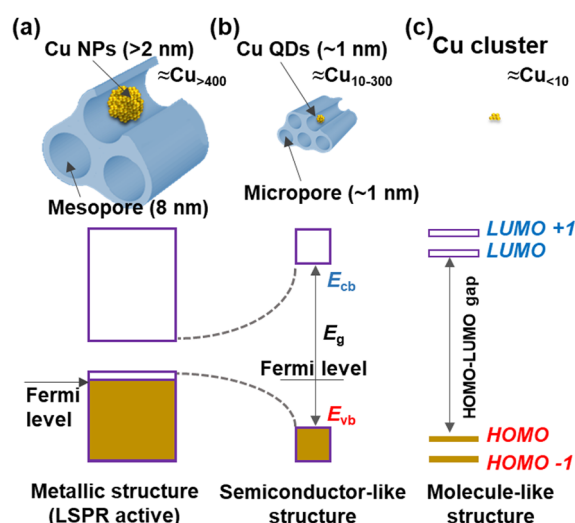 (a)
Cu NPs (>2 nm)
≈Cu>400
Mesopore (8 nm)
Fermi
level
Metallic structure
(LSPR active)
(b)
Cu QDs (~1 nm)
≈Cu10-300
Micropore (~1 nm)
Ecb
Eg
Fermi level
Evb
Semiconductor-like
structure
(c)
Cu cluster
≈Cu<10
LUMO +1
LUMO
HOMO-LUMO gap
HOMO
HOMO -1
Molecule-like
structure